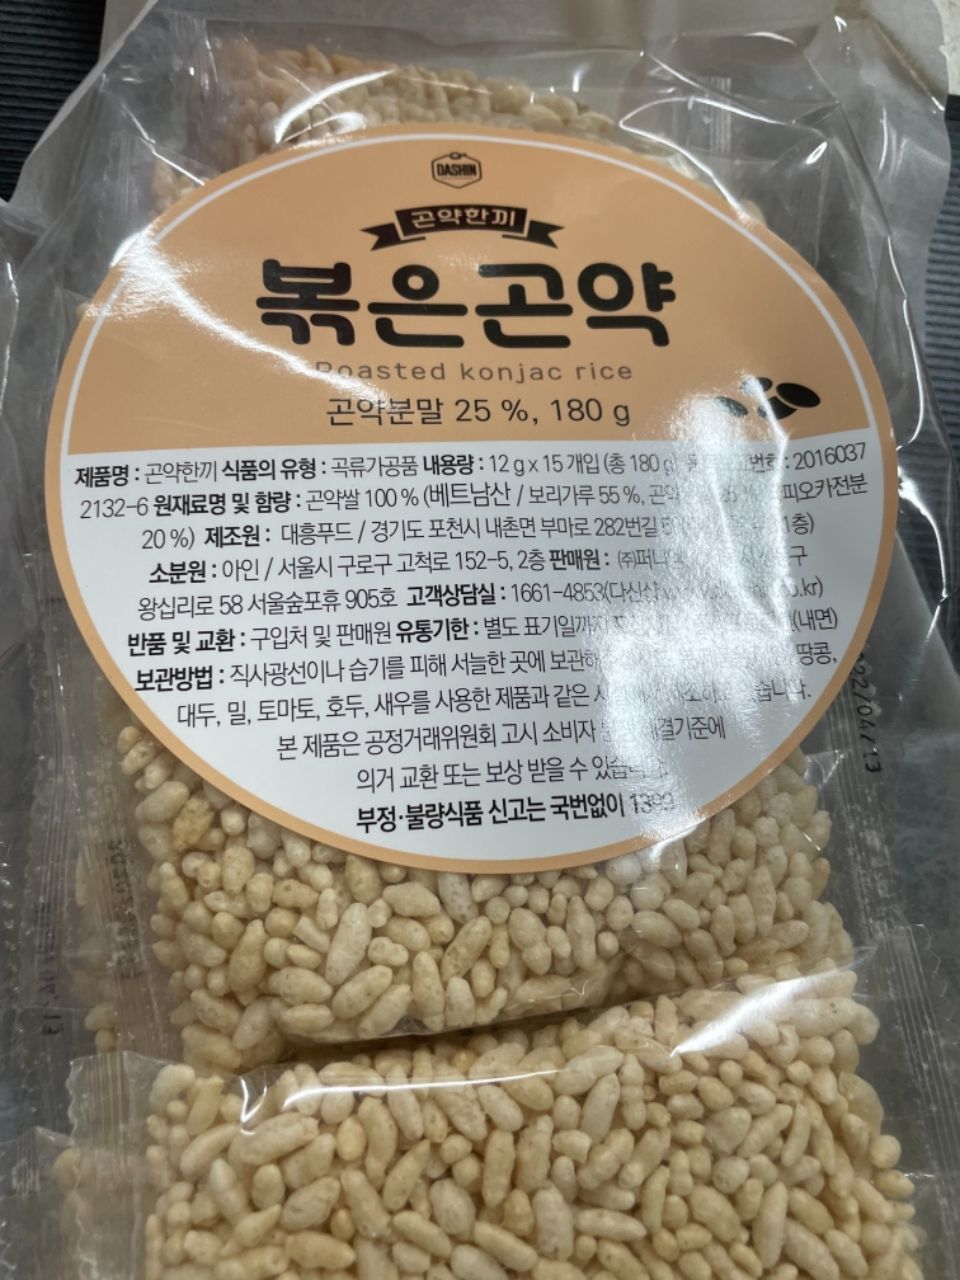 DASHIN
곤약한끼
볶은곤약
Roasted konjac rice
곤약분말 25 %, 180 g
제품명 : 곤약한끼 식품의 유형 : 곡류가공품 내용량 : 12 g x 15 개입 (총 180 g) : 2016037
2132-6 원재료명 및 함량 : 곤약쌀 100 % (베트남산 / 보리가루 55 %,
20 %) 제조원 : 대흥푸드 / 경기도 포천시 내촌면 부마로 282번길
소분원 : 아인 / 서울시 구로구 고척로 152-5, 2층 판매원 :
왕십리로 58 서울숲포휴 905호 고객상담실 : 1661-4853(다신샵
반품 및 교환 : 구입처 및 판매원 유통기한 : 별도 표기일까지 (내면)
보관방법 : 직사광선이나 습기를 피해 서늘한 곳에 땅콩,
대두, 밀, 토마토, 호두, 새우를 사용한 제품과 같은
본 제품은 공정거래위원회 고시 소비자
의거 교환 또는 보상 받을 수
부정·불량식품 신고는 국번없이 1399
22/04/13